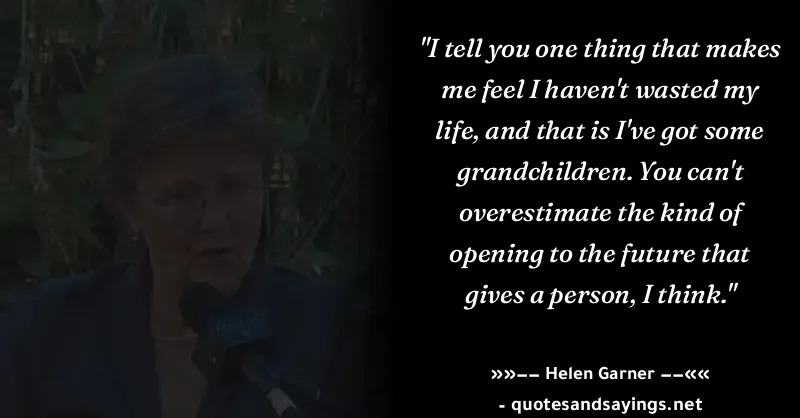 "I tell you one thing that makes
me feel I haven't wasted my
life, and that is I've got some
grandchildren. You can't
overestimate the kind of
opening to the future that
gives a person, I think."
»»–– Helen Garner ––««
- quotesandsayings.net